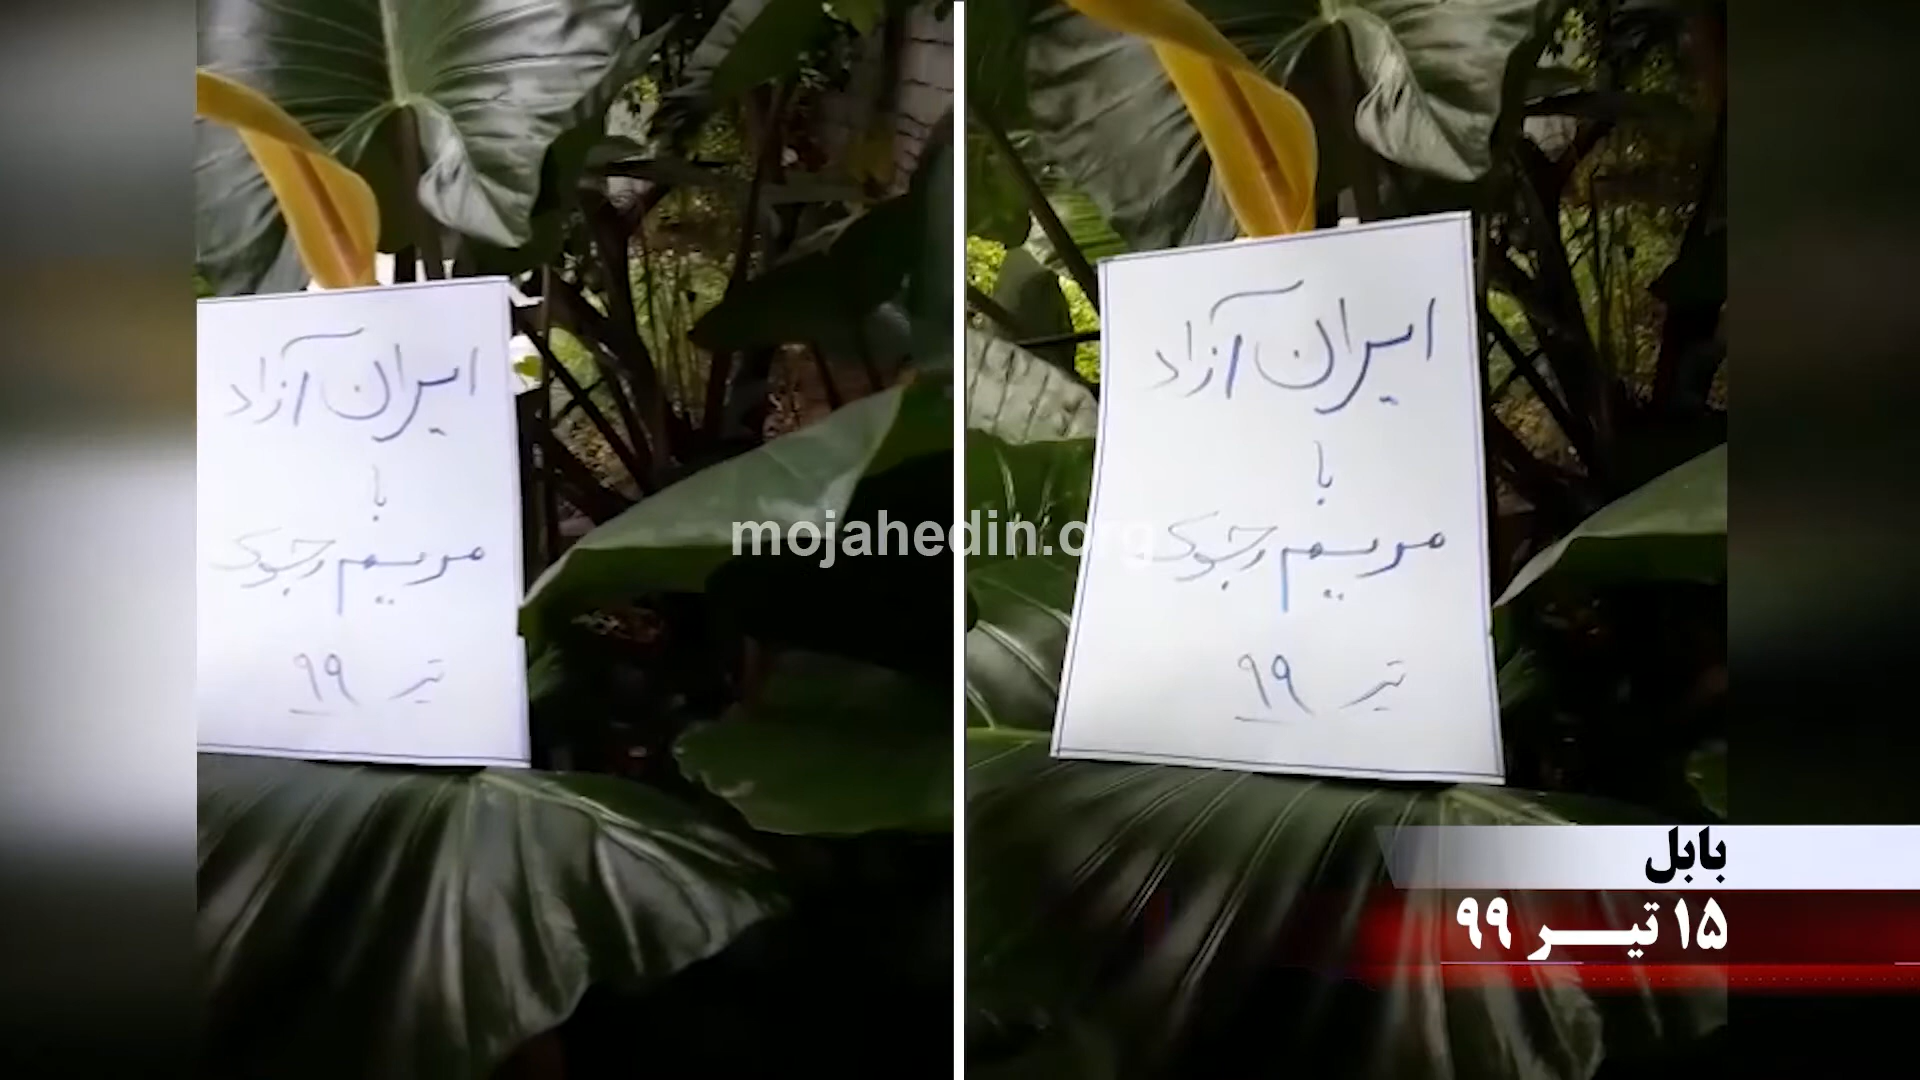 ایران آزاد
با
مریم رجوی
تیر ۹۹
ایران آزاد
با
مریم رجوی
تیر ۹۹
mojahedin.org
بابل
۱۵ تیر ۹۹